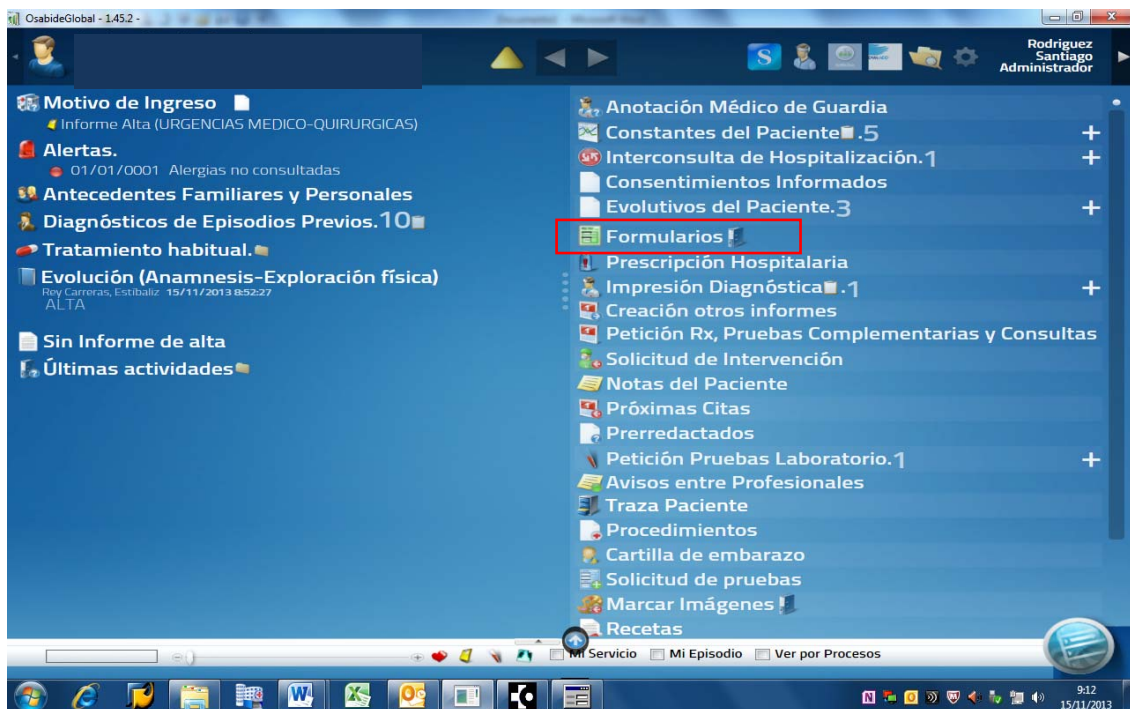 OsabideGlobal - 1.45.2 -
Rodriguez
Santiago
Administrador
Motivo de Ingreso
Informe Alta (URGENCIAS MEDICO-QUIRURGICAS)
Alertas.
01/01/0001 Alergias no consultadas
Antecedentes Familiares y Personales
Diagnósticos de Episodios Previos.10
Tratamiento habitual.
Evolución (Anamnesis-Exploración física)
Rey Carreras, Estíbaliz 15/11/2013 8:52:27
ALTA
Sin Informe de alta
Últimas actividades
Anotación Médico de Guardia
Constantes del Paciente.5 +
Interconsulta de Hospitalización.1 +
Consentimientos Informados
Evolutivos del Paciente.3 +
Formularios
Prescripción Hospitalaria
Impresión Diagnóstica.1 +
Creación otros informes
Petición Rx, Pruebas Complementarias y Consultas
Solicitud de Intervención
Notas del Paciente
Próximas Citas
Prerredactados
Petición Pruebas Laboratorio.1 +
Avisos entre Profesionales
Traza Paciente
Procedimientos
Cartilla de embarazo
Solicitud de pruebas
Marcar Imágenes
Recetas
Mi Servicio Mi Episodio Ver por Procesos
9:12
15/11/2013